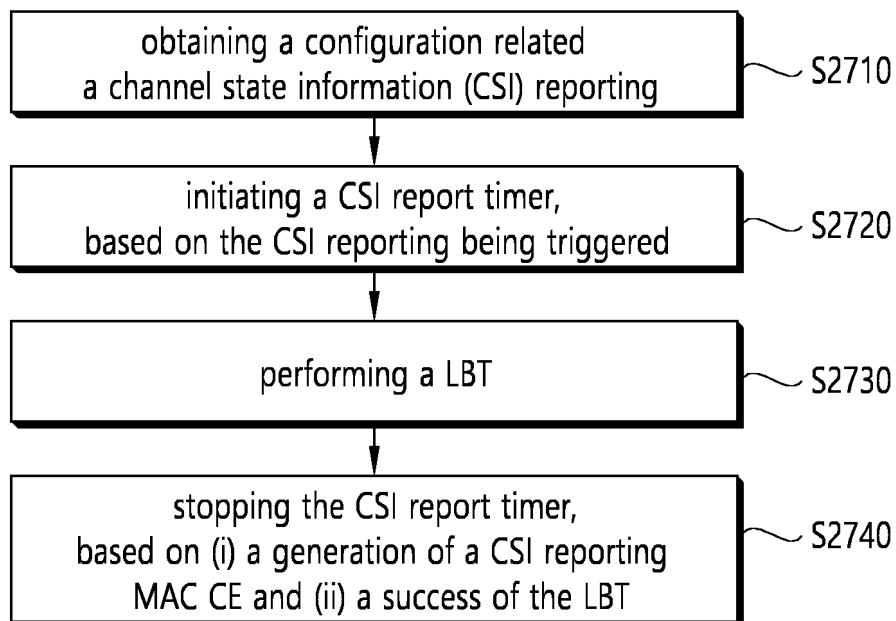 obtaining a configuration related
a channel state information (CSI) reporting
S2710
initiating a CSI report timer,
based on the CSI reporting being triggered
S2720
performing a LBT
S2730
stopping the CSI report timer,
based on (i) a generation of a CSI reporting
MAC CE and (ii) a success of the LBT
S2740